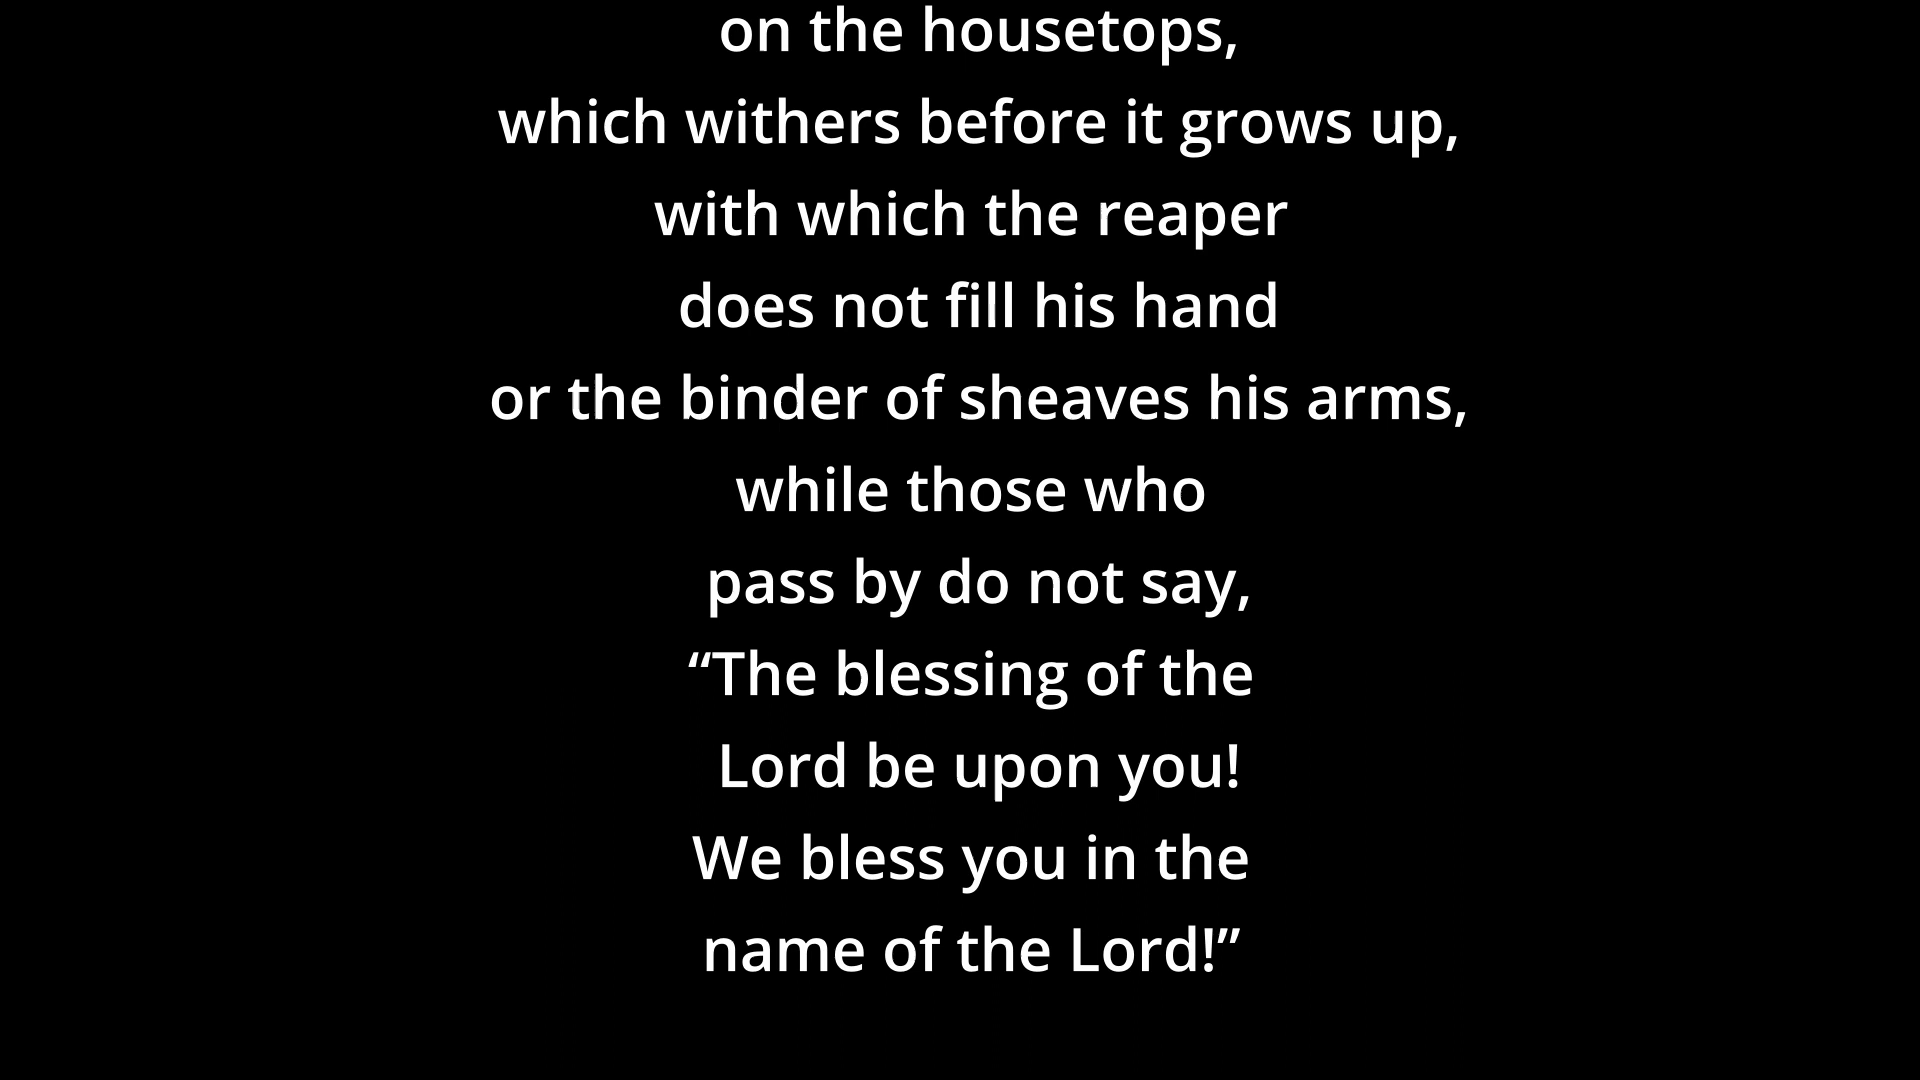 on the housetops,
which withers before it grows up,
with which the reaper
does not fill his hand
or the binder of sheaves his arms,
while those who
pass by do not say,
“The blessing of the
Lord be upon you!
We bless you in the
name of the Lord!”